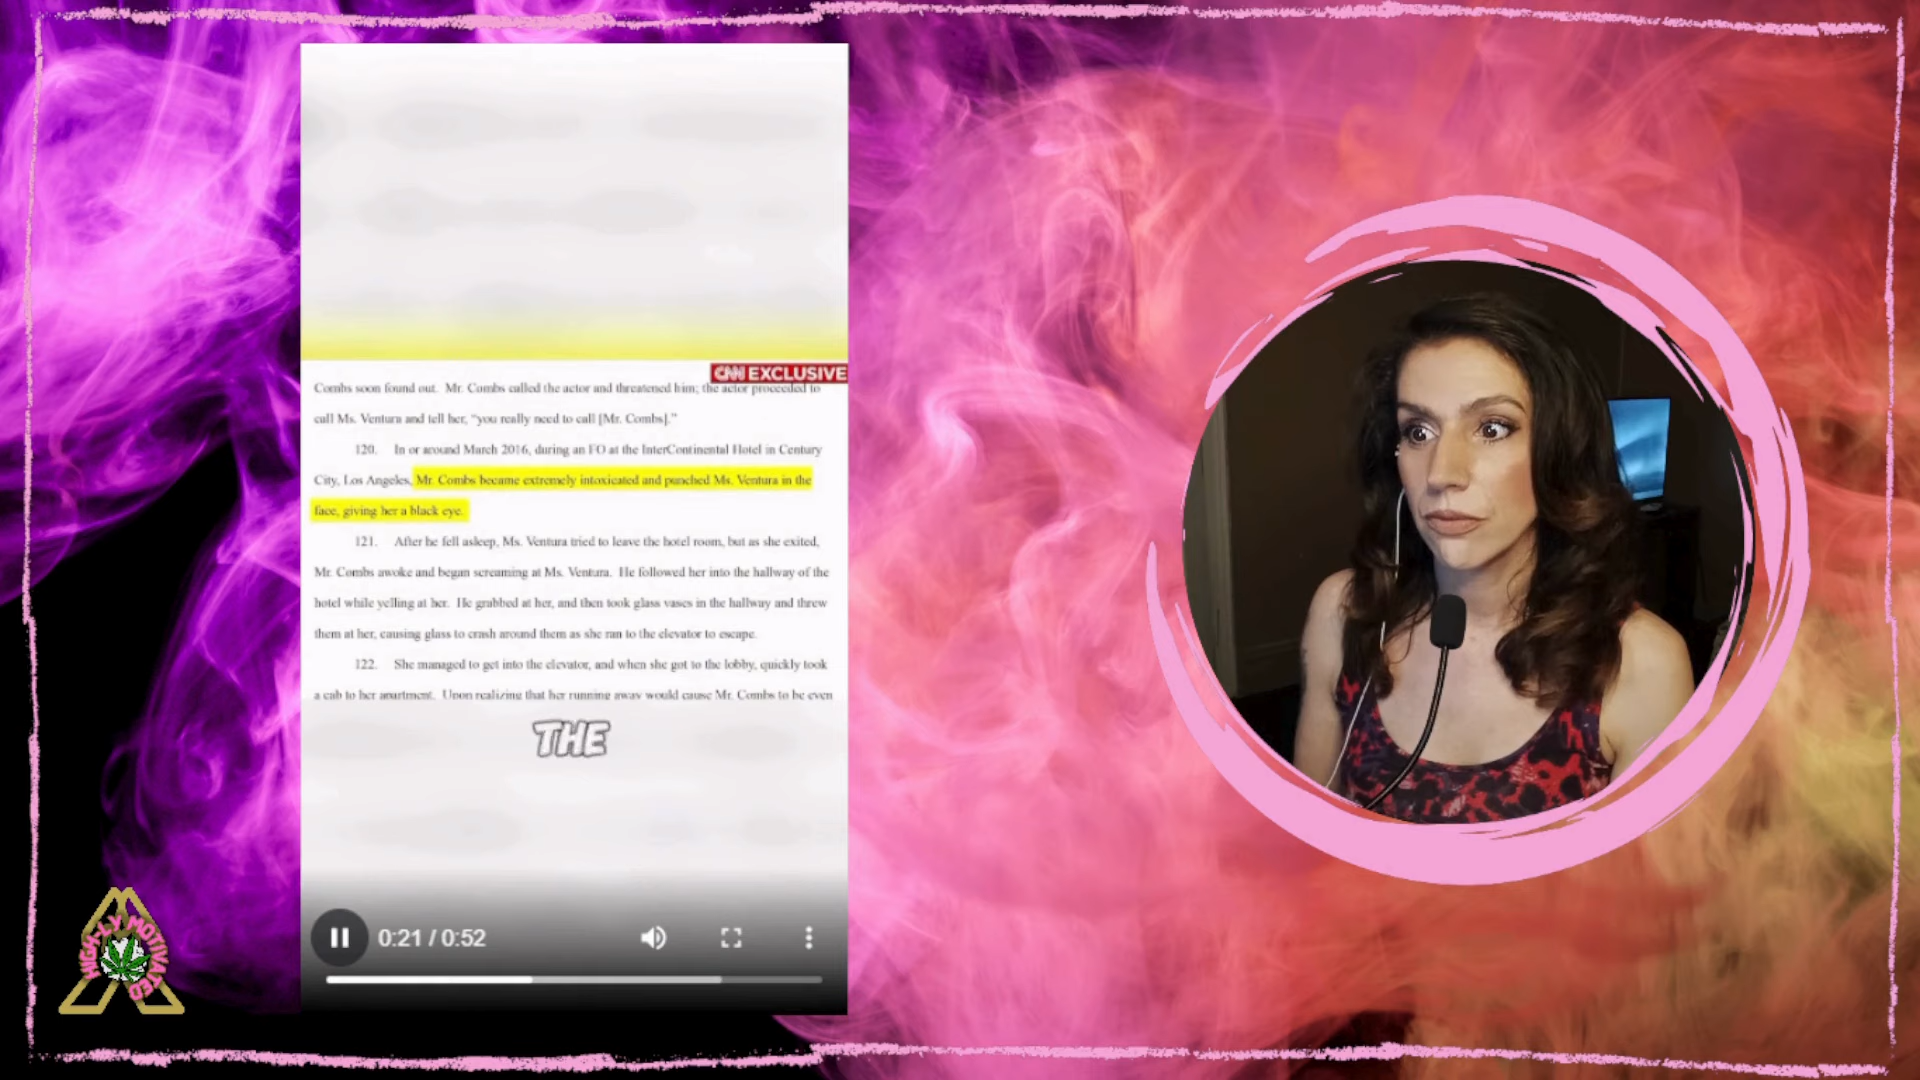 CNN EXCLUSIVE
Combs soon found out. Mr. Combs called the actor and threatened him; the actor proceeded to
call Ms. Ventura and tell her, "you really need to call [Mr. Combs]."
120. In or around March 2016, during an FO at the InterContinental Hotel in Century
City, Los Angeles, Mr. Combs became extremely intoxicated and punched Ms. Ventura in the
face, giving her a black eye.
121. After he fell asleep, Ms. Ventura tried to leave the hotel room, but as she exited,
Mr. Combs awoke and began screaming at Ms. Ventura. He followed her into the hallway of the
hotel while yelling at her. He grabbed at her, and then took glass vases in the hallway and threw
them at her, causing glass to crash around them as she ran to the elevator to escape.
122. She managed to get into the elevator, and when she got to the lobby, quickly took
a cab to her apartment. Upon realizing that her running away would cause Mr. Combs to be even
THE
0:21 / 0:52
HIGH-LY MOTIVATED